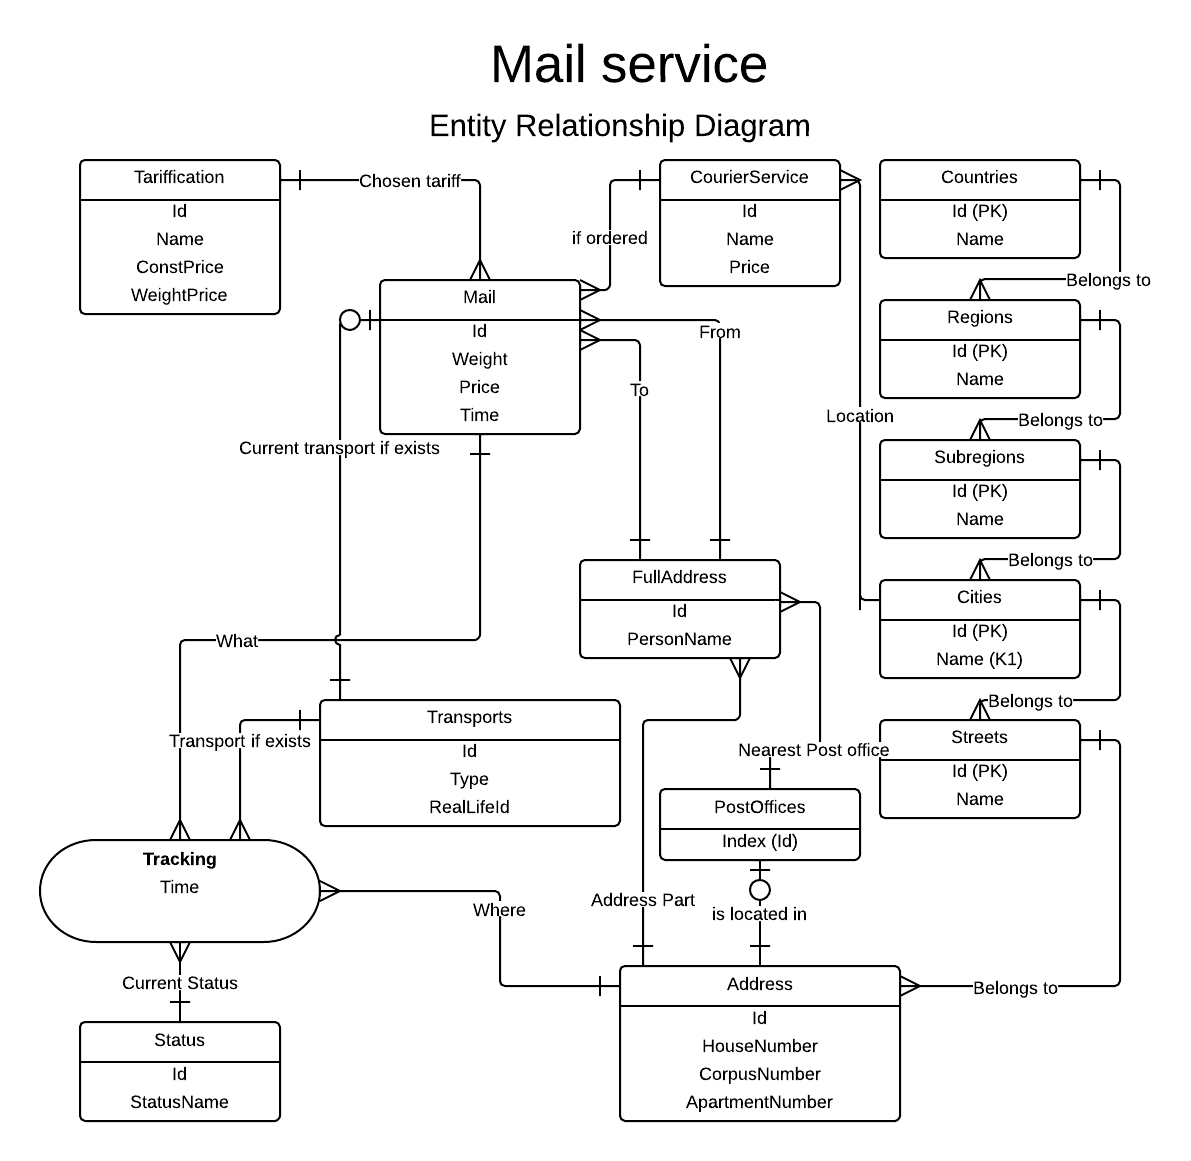 Mail service
Entity Relationship Diagram
Tariffication
Id
Name
ConstPrice
WeightPrice
Chosen tariff
CourierService
Id
Name
Price
if ordered
Countries
Id (PK)
Name
Belongs to
Mail
Id
Weight
Price
Time
From
To
Location
Regions
Id (PK)
Name
Belongs to
Current transport if exists
Subregions
Id (PK)
Name
Belongs to
FullAddress
Id
PersonName
Cities
Id (PK)
Name (K1)
Belongs to
What
Transports
Id
Type
RealLifeId
Transport if exists
Nearest Post office
Streets
Id (PK)
Name
PostOffices
Index (Id)
Tracking
Time
Where
Address Part
is located in
Current Status
Status
Id
StatusName
Address
Id
HouseNumber
CorpusNumber
ApartmentNumber
Belongs to